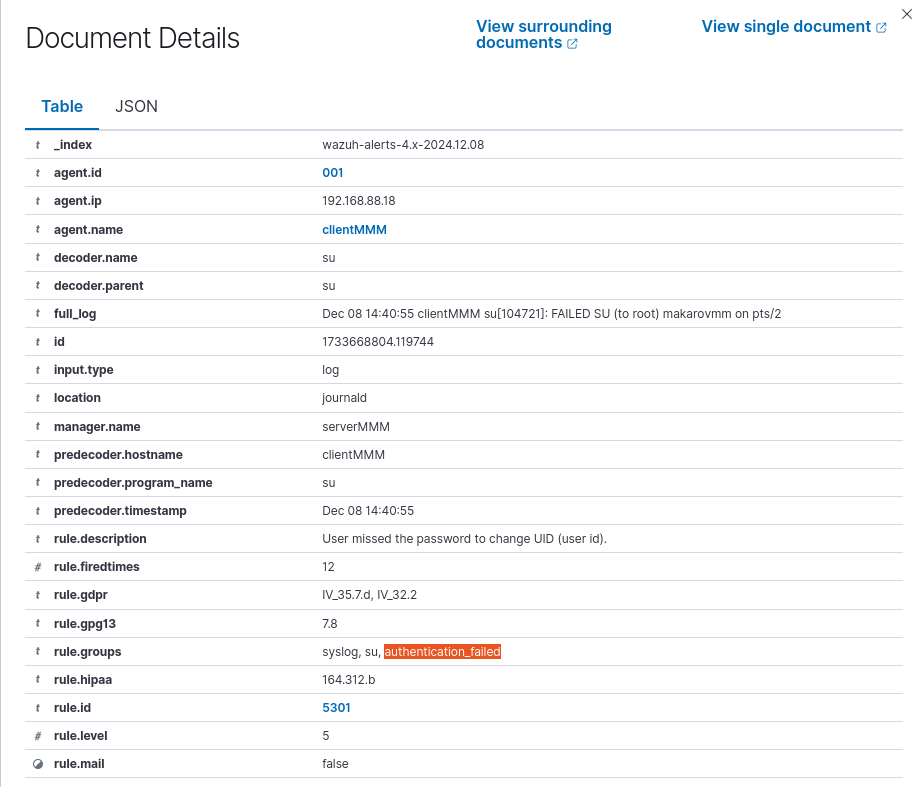 Document Details
View surrounding
documents
View single document
Table
JSON
t _index wazuh-alerts-4.x-2024.12.08
t agent.id 001
t agent.ip 192.168.88.18
t agent.name clientMMM
t decoder.name su
t decoder.parent su
t full_log Dec 08 14:40:55 clientMMM su[104721]: FAILED SU (to root) makarovmm on pts/2
t id 1733668804.119744
t input.type log
t location journald
t manager.name serverMMM
t predecoder.hostname clientMMM
t predecoder.program_name su
t predecoder.timestamp Dec 08 14:40:55
t rule.description User missed the password to change UID (user id).
# rule.firedtimes 12
t rule.gdpr IV_35.7.d, IV_32.2
t rule.gpg13 7.8
t rule.groups syslog, su, authentication_failed
t rule.hipaa 164.312.b
t rule.id 5301
# rule.level 5
rule.mail false